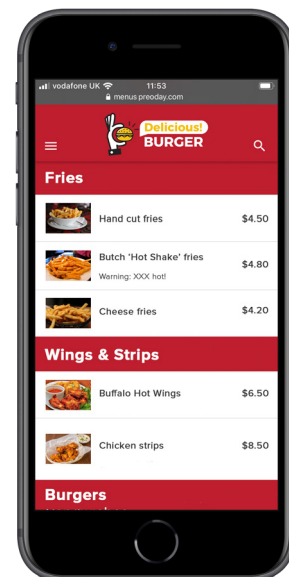 vodafone UK 11:53
menus.preoday.com
Delicious!
BURGER
Fries
Hand cut fries $4.50
Butch 'Hot Shake' fries $4.80
Warning: XXX hot!
Cheese fries $4.20
Wings & Strips
Buffalo Hot Wings $6.50
Chicken strips $8.50
Burgers